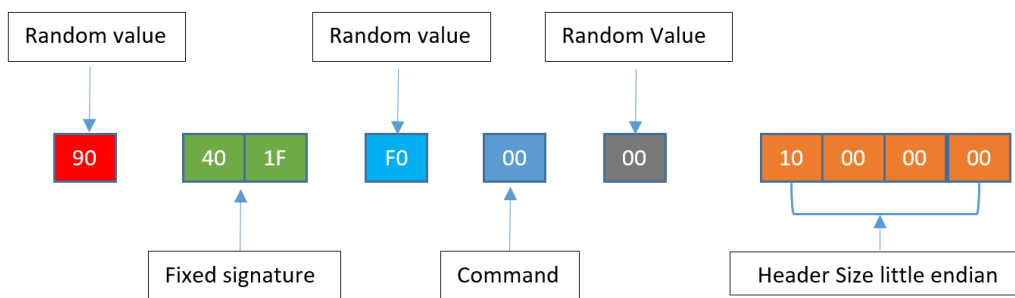 Random value
Random value
Random Value
90
40 1F
F0
00
00
10 00 00 00
Fixed signature
Command
Header Size little endian